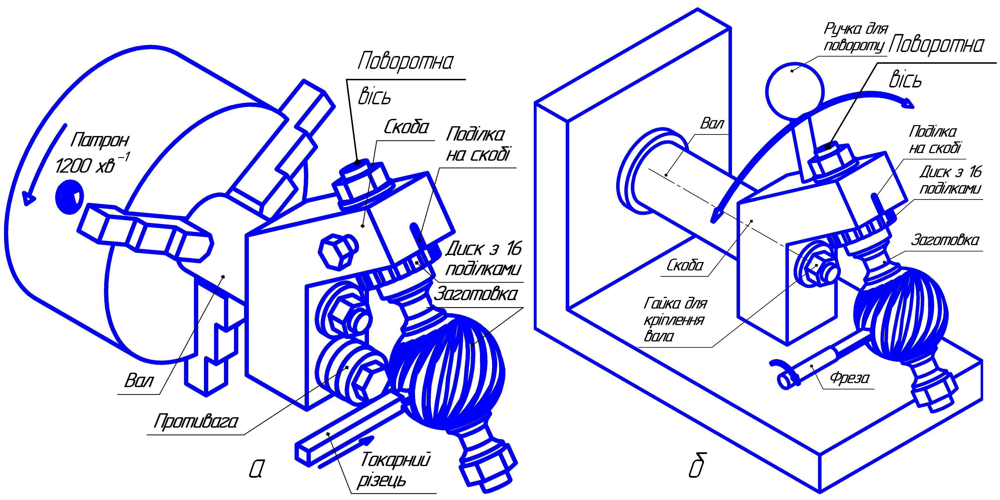 Поворотна
вісь
Скоба
Поділка
на скобі
Патрон
1200 хв⁻¹
Диск з 16
поділками
Заготовка
Вал
Противага
Токарний
різець
а
Ручка для
повороту
Поворотна
вісь
Вал
Поділка
на скобі
Диск з 16
поділками
Заготовка
Скоба
Гайка для
кріплення
вала
Фреза
б